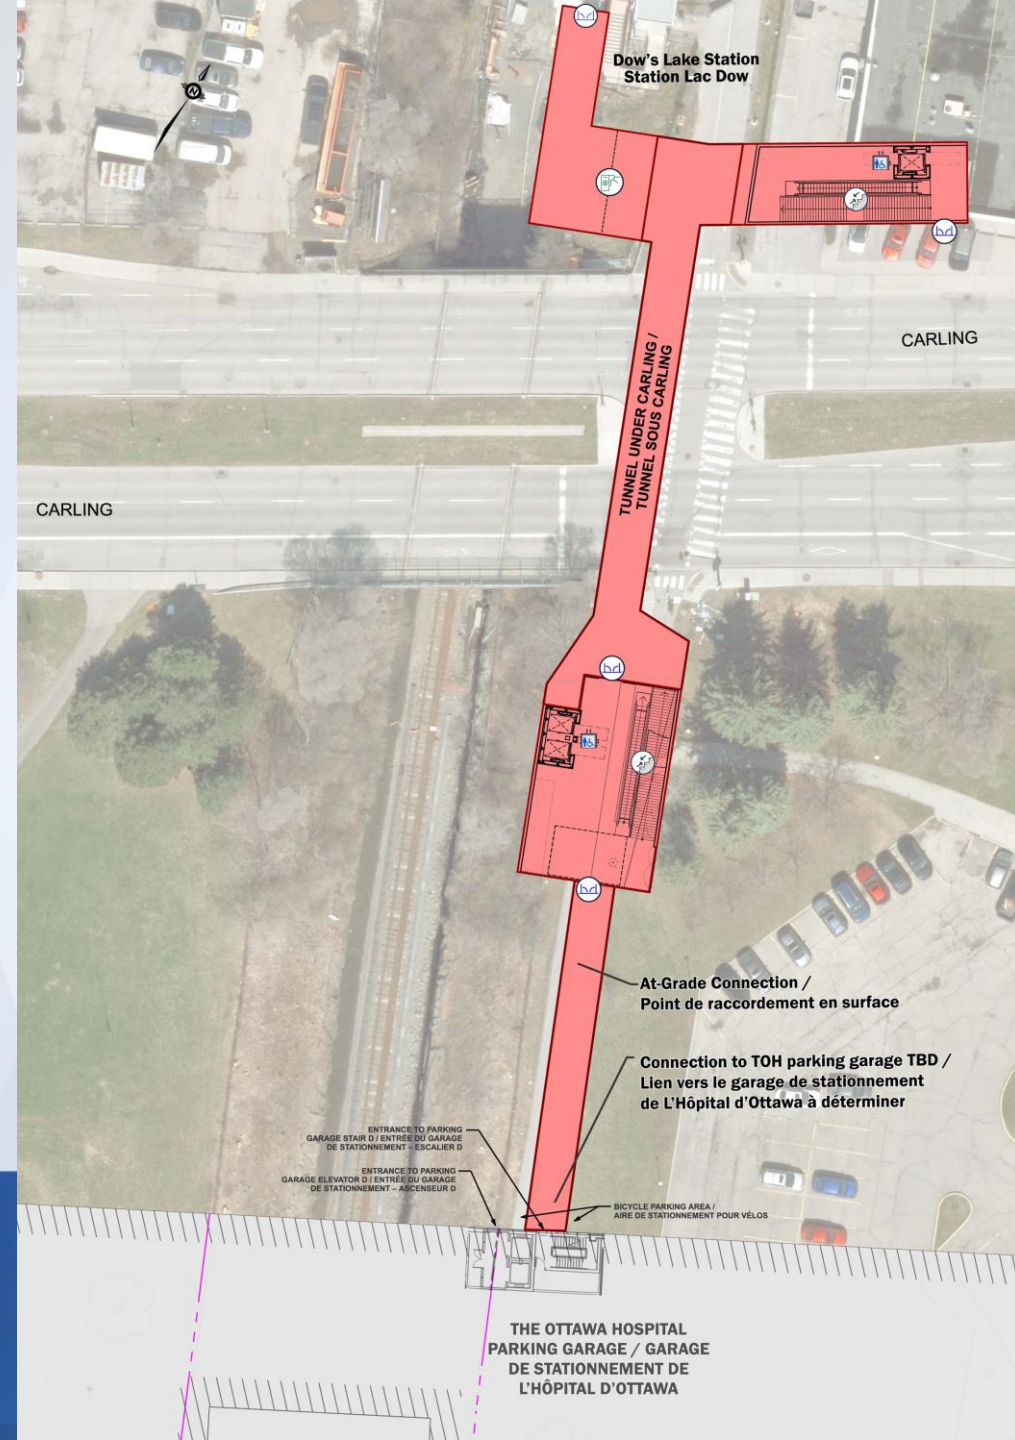 Dow's Lake Station
Station Lac Dow
N
CARLING
TUNNEL UNDER CARLING /
TUNNEL SOUS CARLING
CARLING
At-Grade Connection /
Point de raccordement en surface
Connection to TOH parking garage TBD /
Lien vers le garage de stationnement
de L'Hôpital d'Ottawa à déterminer
ENTRANCE TO PARKING
GARAGE STAIR D / ENTRÉE DU GARAGE
DE STATIONNEMENT – ESCALIER D
ENTRANCE TO PARKING
GARAGE ELEVATOR D / ENTRÉE DU GARAGE
DE STATIONNEMENT – ASCENSEUR D
BICYCLE PARKING AREA /
AIRE DE STATIONNEMENT POUR VÉLOS
THE OTTAWA HOSPITAL
PARKING GARAGE / GARAGE
DE STATIONNEMENT DE
L'HÔPITAL D'OTTAWA